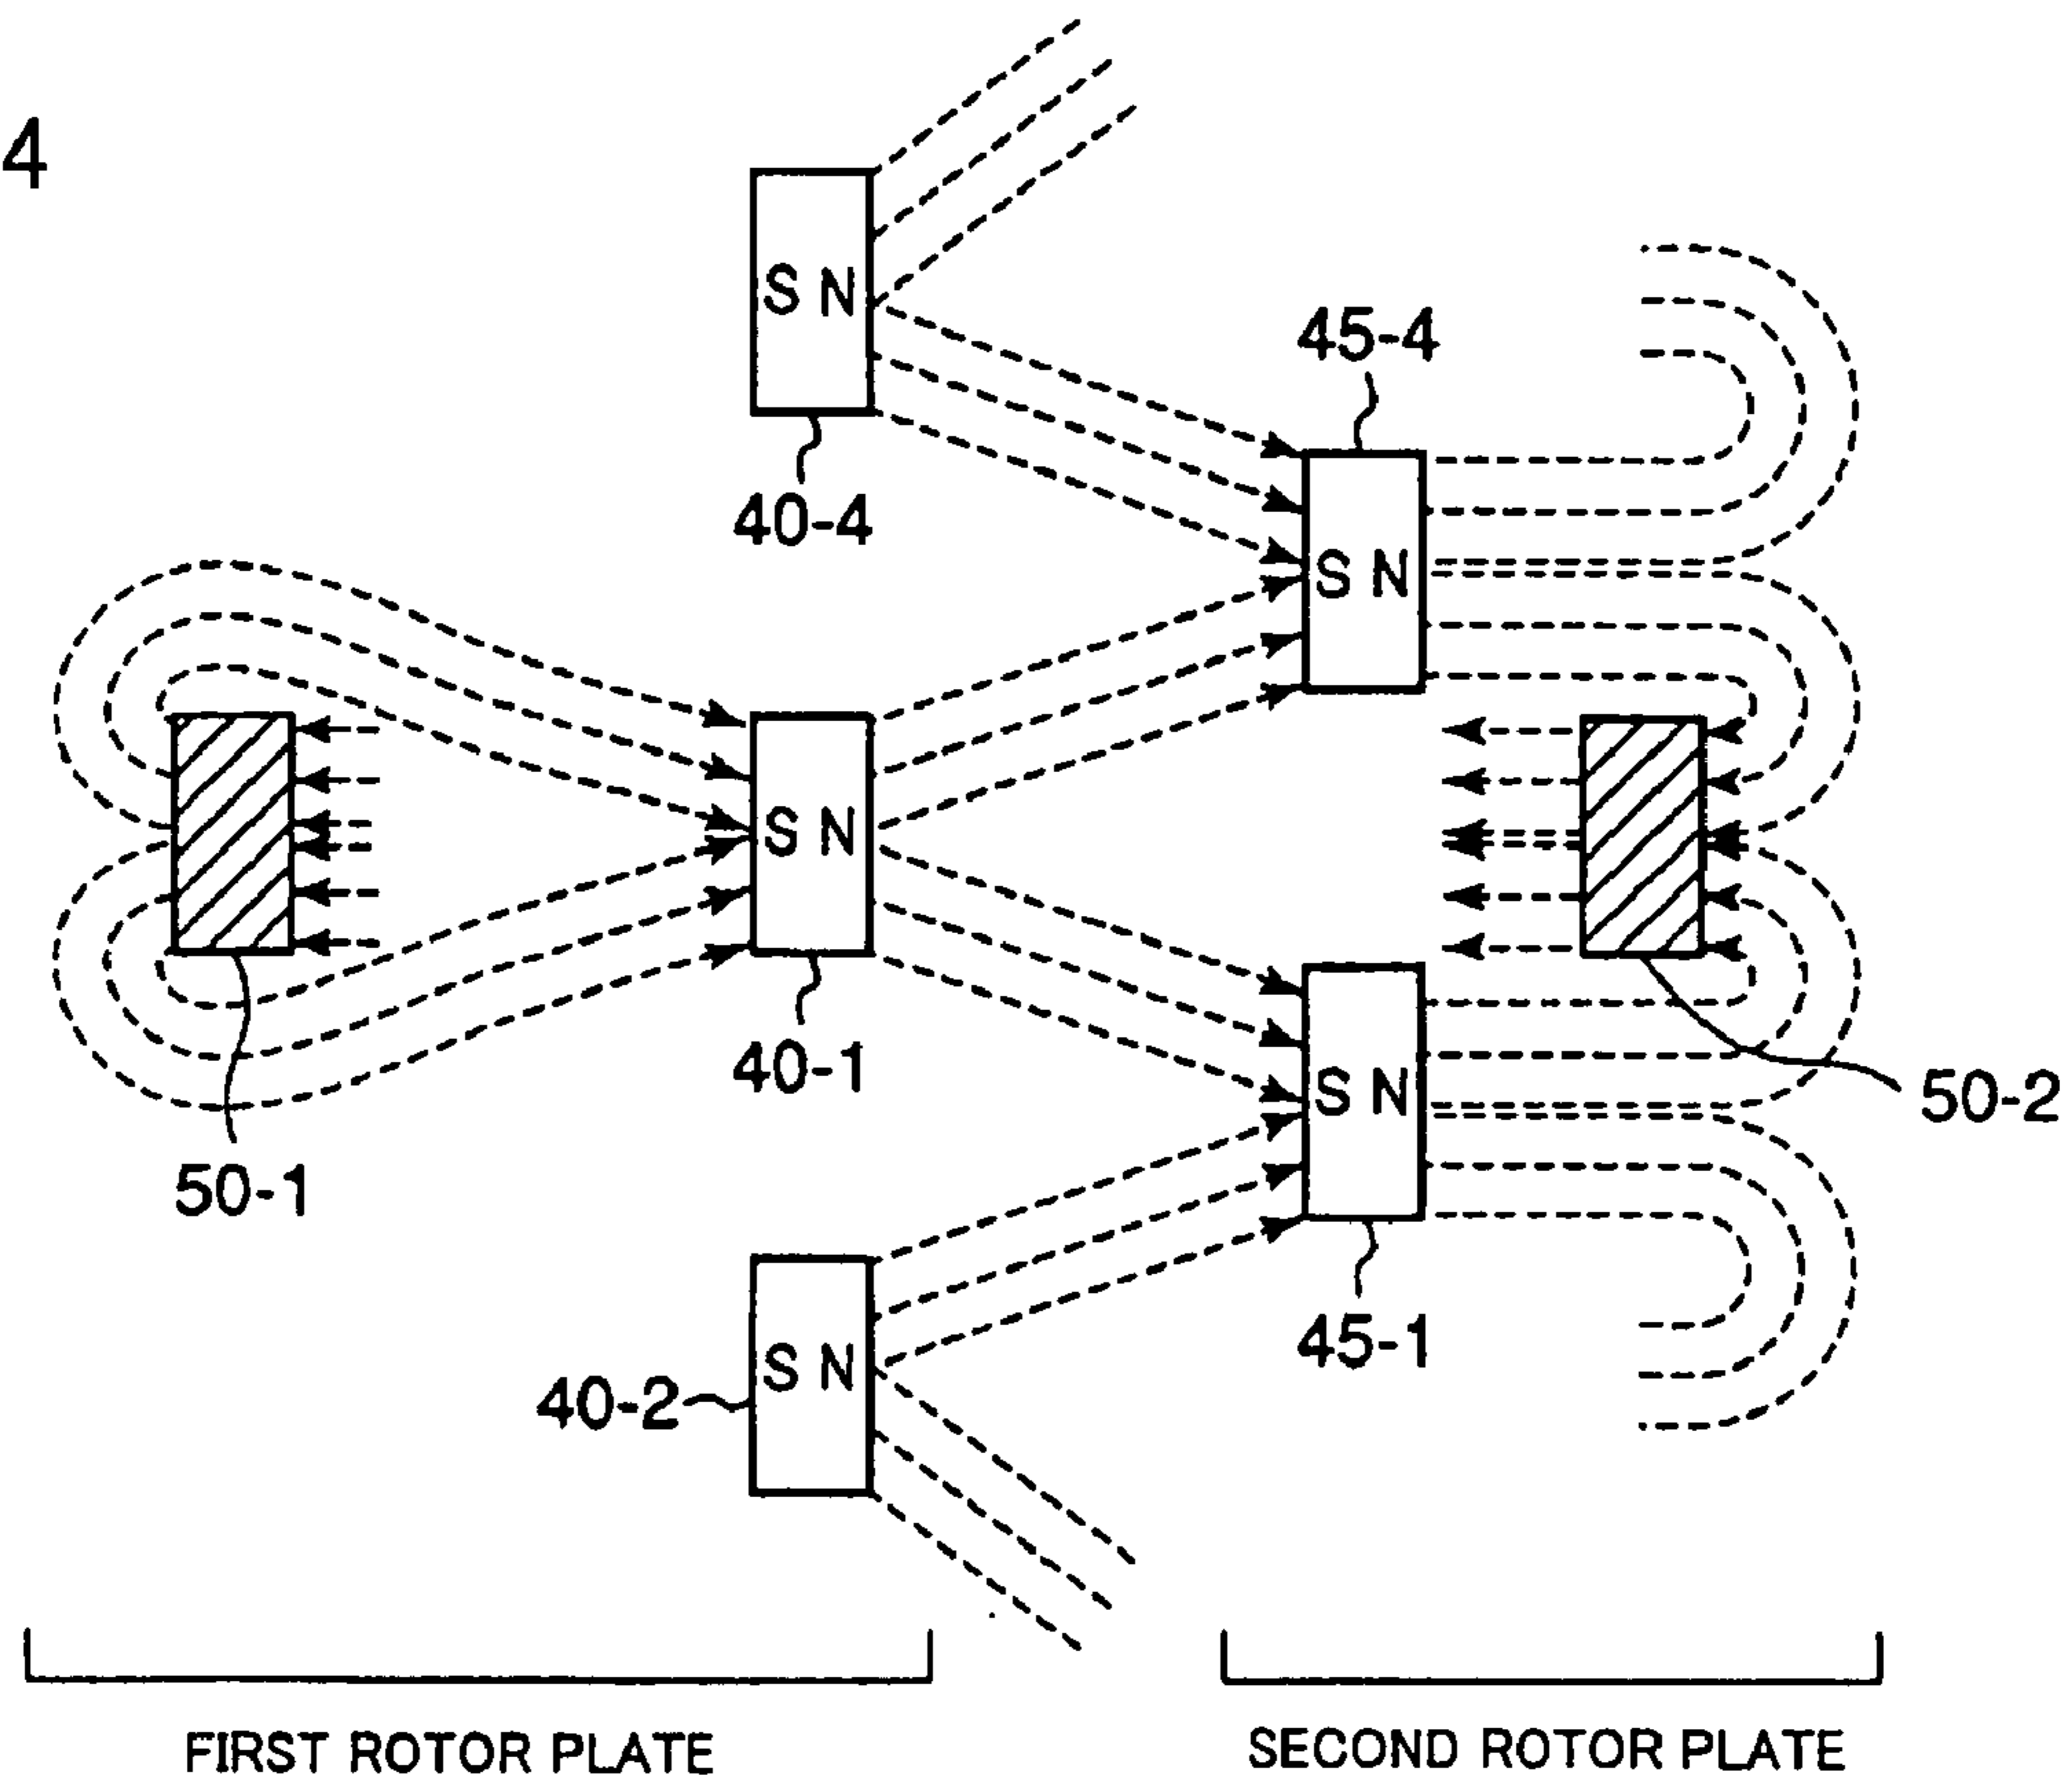 4
S N
45-4
40-4
S N
S N
40-1
S N
50-2
50-1
45-1
S N
40-2
FIRST ROTOR PLATE
SECOND ROTOR PLATE